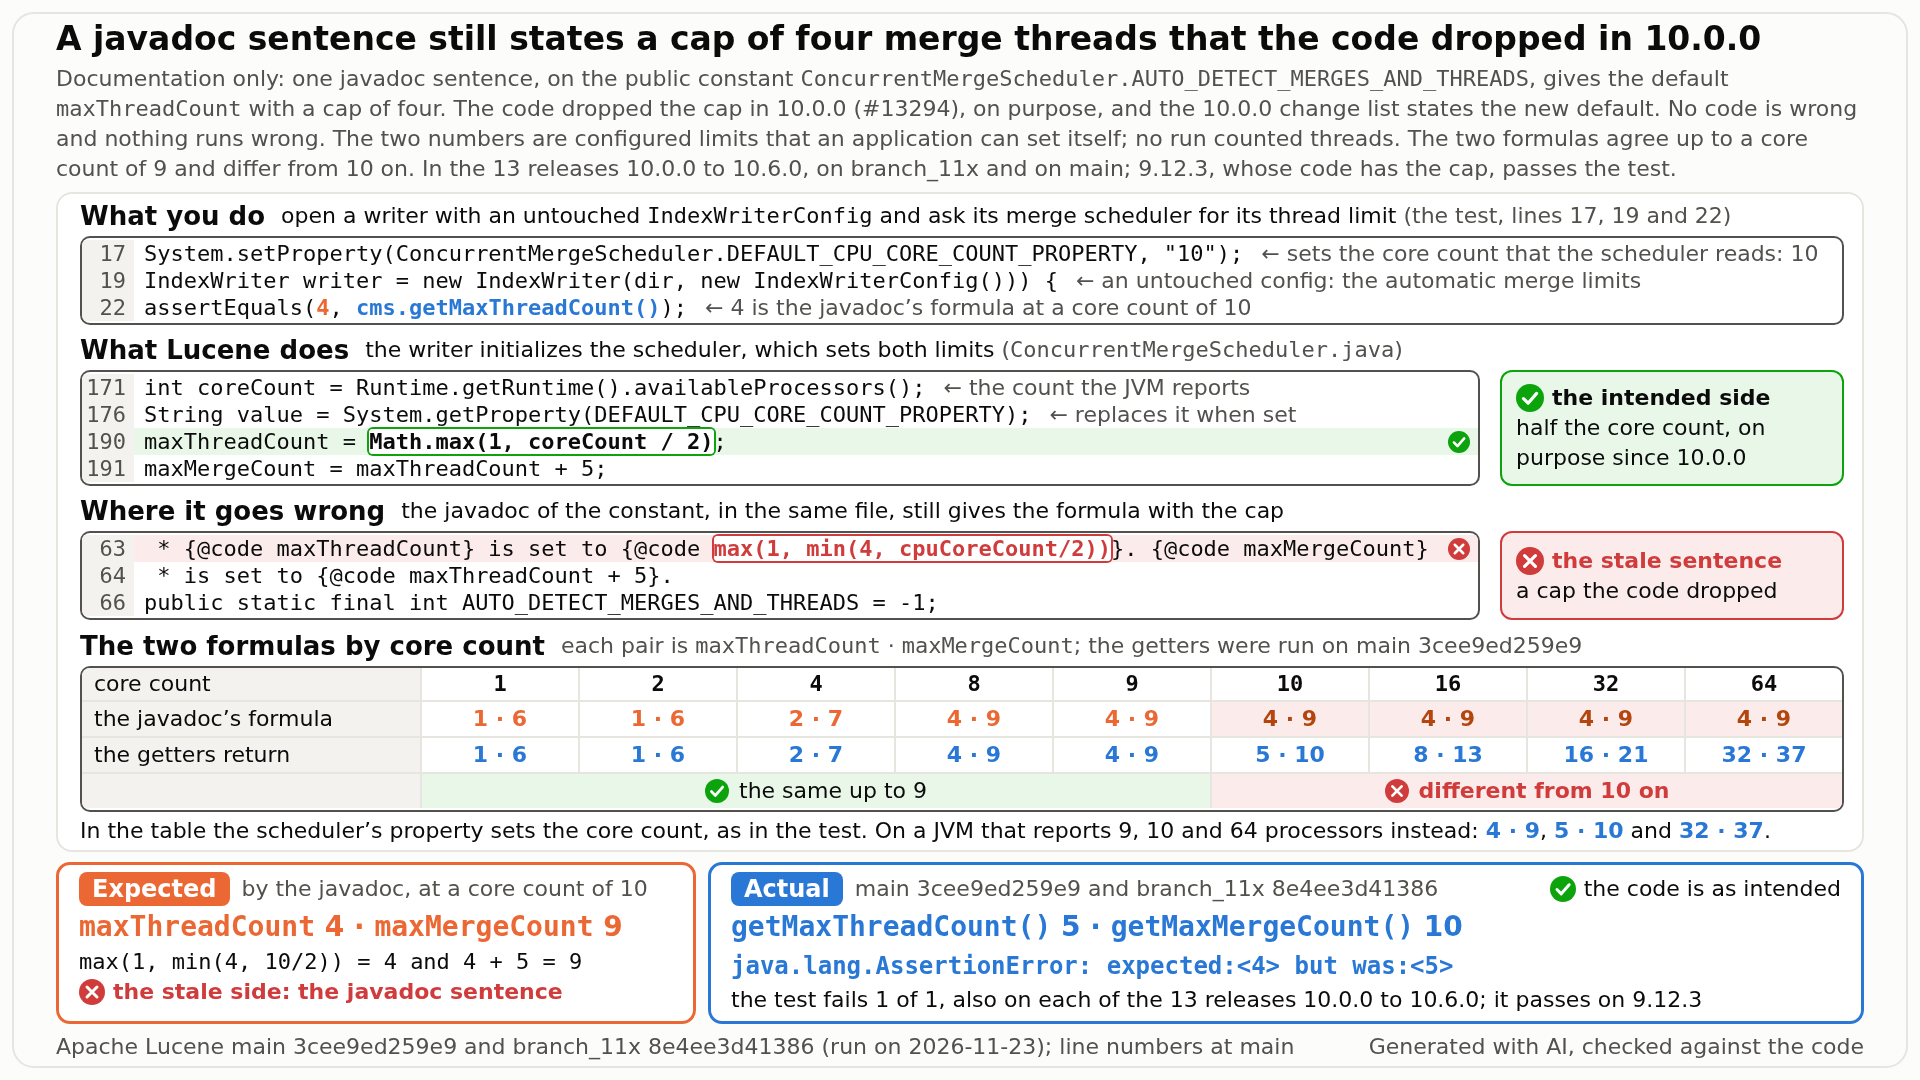 A javadoc sentence still states a cap of four merge threads that the code dropped in 10.0.0
Documentation only: one javadoc sentence, on the public constant ConcurrentMergeScheduler.AUTO_DETECT_MERGES_AND_THREADS, gives the default
maxThreadCount with a cap of four. The code dropped the cap in 10.0.0 (#13294), on purpose, and the 10.0.0 change list states the new default. No code is wrong
and nothing runs wrong. The two numbers are configured limits that an application can set itself; no run counted threads. The two formulas agree up to a core
count of 9 and differ from 10 on. In the 13 releases 10.0.0 to 10.6.0, on branch_11x and on main; 9.12.3, whose code has the cap, passes the test.
What you do open a writer with an untouched IndexWriterConfig and ask its merge scheduler for its thread limit (the test, lines 17, 19 and 22)
17 System.setProperty(ConcurrentMergeScheduler.DEFAULT_CPU_CORE_COUNT_PROPERTY, "10"); ← sets the core count that the scheduler reads: 10
19 IndexWriter writer = new IndexWriter(dir, new IndexWriterConfig())) { ← an untouched config: the automatic merge limits
22 assertEquals(4, cms.getMaxThreadCount()); ← 4 is the javadoc’s formula at a core count of 10
What Lucene does the writer initializes the scheduler, which sets both limits (ConcurrentMergeScheduler.java)
171 int coreCount = Runtime.getRuntime().availableProcessors(); ← the count the JVM reports
176 String value = System.getProperty(DEFAULT_CPU_CORE_COUNT_PROPERTY); ← replaces it when set
190 maxThreadCount = Math.max(1, coreCount / 2);
191 maxMergeCount = maxThreadCount + 5;
the intended side
half the core count, on
purpose since 10.0.0
Where it goes wrong the javadoc of the constant, in the same file, still gives the formula with the cap
63 * {@code maxThreadCount} is set to {@code max(1, min(4, cpuCoreCount/2))}. {@code maxMergeCount}
64 * is set to {@code maxThreadCount + 5}.
66 public static final int AUTO_DETECT_MERGES_AND_THREADS = -1;
the stale sentence
a cap the code dropped
The two formulas by core count each pair is maxThreadCount · maxMergeCount; the getters were run on main 3cee9ed259e9
core count 1 2 4 8 9 10 16 32 64
the javadoc’s formula 1 · 6 1 · 6 2 · 7 4 · 9 4 · 9 4 · 9 4 · 9 4 · 9 4 · 9
the getters return 1 · 6 1 · 6 2 · 7 4 · 9 4 · 9 5 · 10 8 · 13 16 · 21 32 · 37
the same up to 9 different from 10 on
In the table the scheduler’s property sets the core count, as in the test. On a JVM that reports 9, 10 and 64 processors instead: 4 · 9, 5 · 10 and 32 · 37.
Expected by the javadoc, at a core count of 10
maxThreadCount 4 · maxMergeCount 9
max(1, min(4, 10/2)) = 4 and 4 + 5 = 9
the stale side: the javadoc sentence
Actual main 3cee9ed259e9 and branch_11x 8e4ee3d41386 the code is as intended
getMaxThreadCount() 5 · getMaxMergeCount() 10
java.lang.AssertionError: expected:<4> but was:<5>
the test fails 1 of 1, also on each of the 13 releases 10.0.0 to 10.6.0; it passes on 9.12.3
Apache Lucene main 3cee9ed259e9 and branch_11x 8e4ee3d41386 (run on 2026-11-23); line numbers at main
Generated with AI, checked against the code